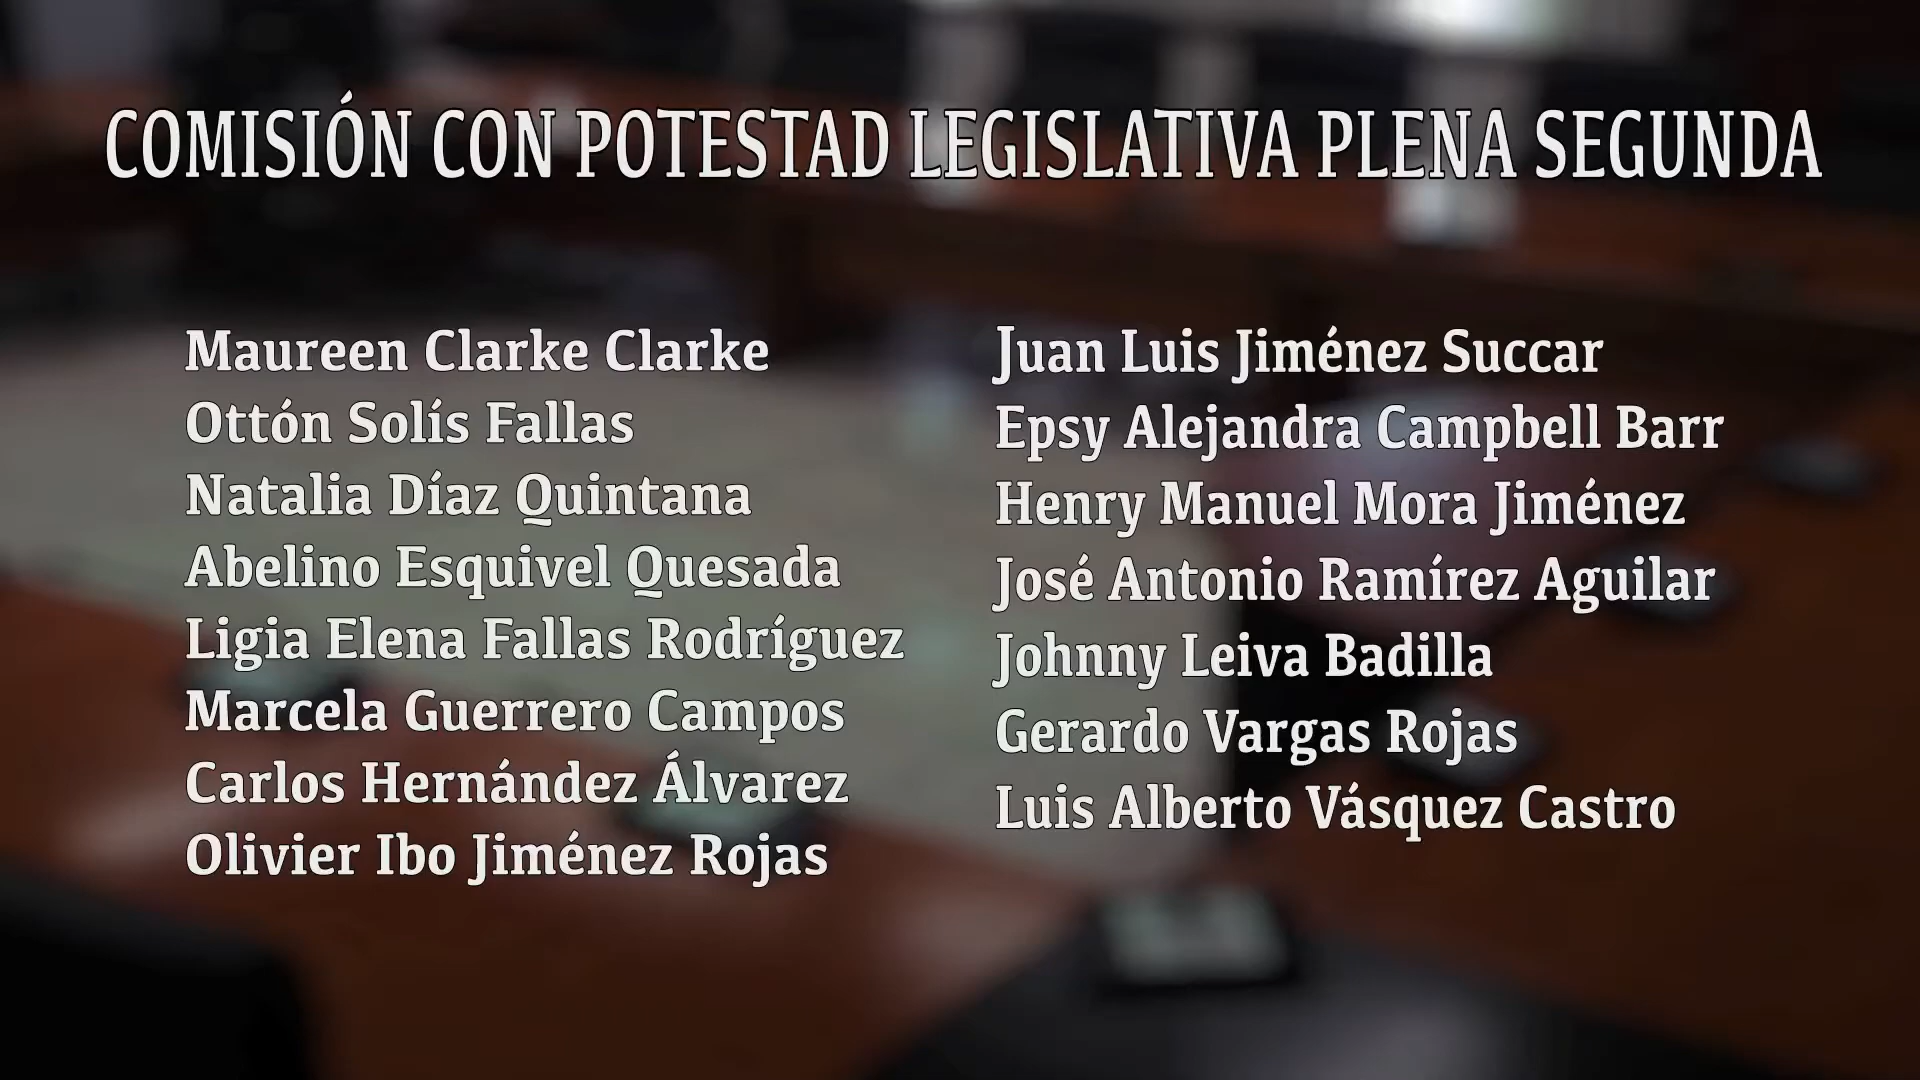 COMISIÓN CON POTESTAD LEGISLATIVA PLENA SEGUNDA
Maureen Clarke Clarke
Ottón Solís Fallas
Natalia Díaz Quintana
Abelino Esquivel Quesada
Ligia Elena Fallas Rodríguez
Marcela Guerrero Campos
Carlos Hernández Álvarez
Olivier Ibo Jiménez Rojas
Juan Luis Jiménez Succar
Epsy Alejandra Campbell Barr
Henry Manuel Mora Jiménez
José Antonio Ramírez Aguilar
Johnny Leiva Badilla
Gerardo Vargas Rojas
Luis Alberto Vásquez Castro